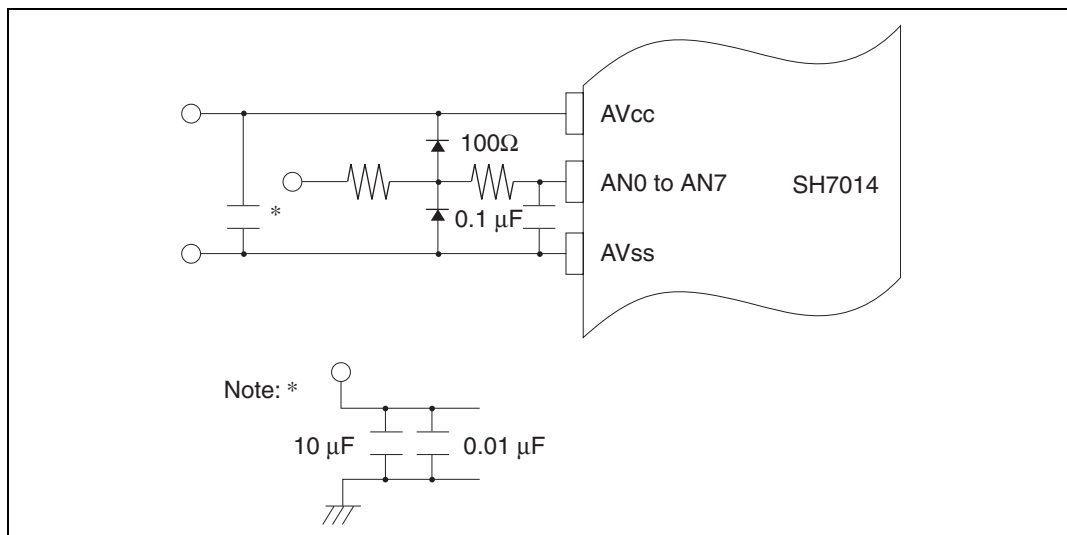 AVcc
100Ω
AN0 to AN7
SH7014
*
0.1 µF
AVss
Note: *
10 µF
0.01 µF